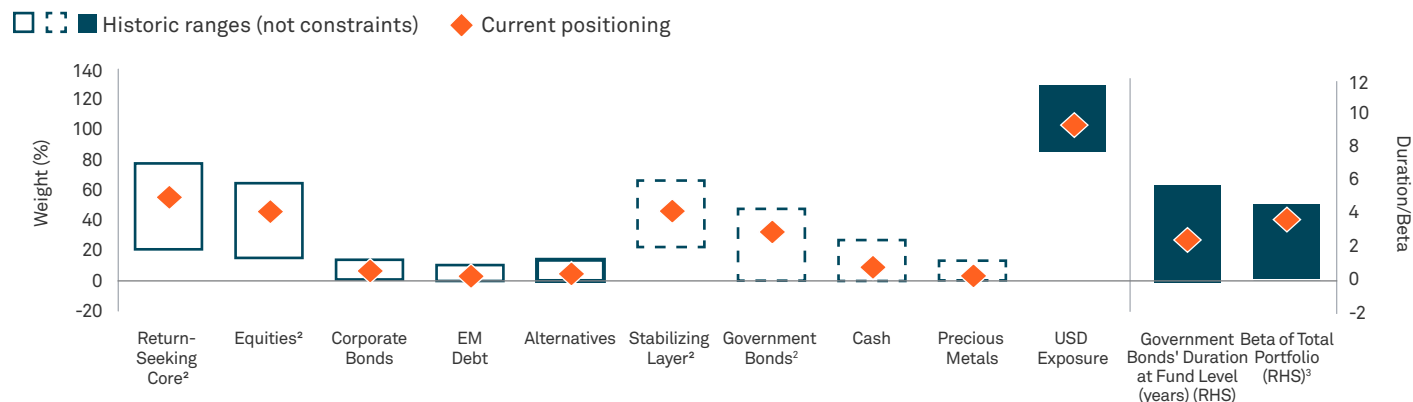 Historic ranges (not constraints) Current positioning
140
120
100
80
60
40
20
0
-20
Weight (%)
12
10
8
6
4
2
0
-2
Duration/Beta
Return-
Seeking
Core²
Equities²
Corporate
Bonds
EM
Debt
Alternatives
Stabilizing
Layer²
Government
Bonds²
Cash
Precious
Metals
USD
Exposure
Government
Bonds' Duration
at Fund Level
(years) (RHS)
Beta of Total
Portfolio
(RHS)³